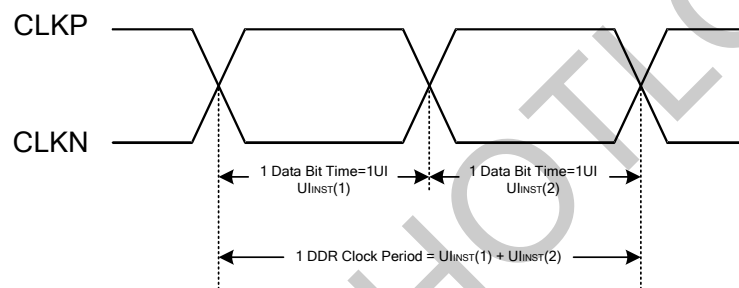 CLKP
CLKN
1 Data Bit Time=1UI
UIINST(1)
1 Data Bit Time=1UI
UIINST(2)
1 DDR Clock Period = UIINST(1) + UIINST(2)
HOTLO